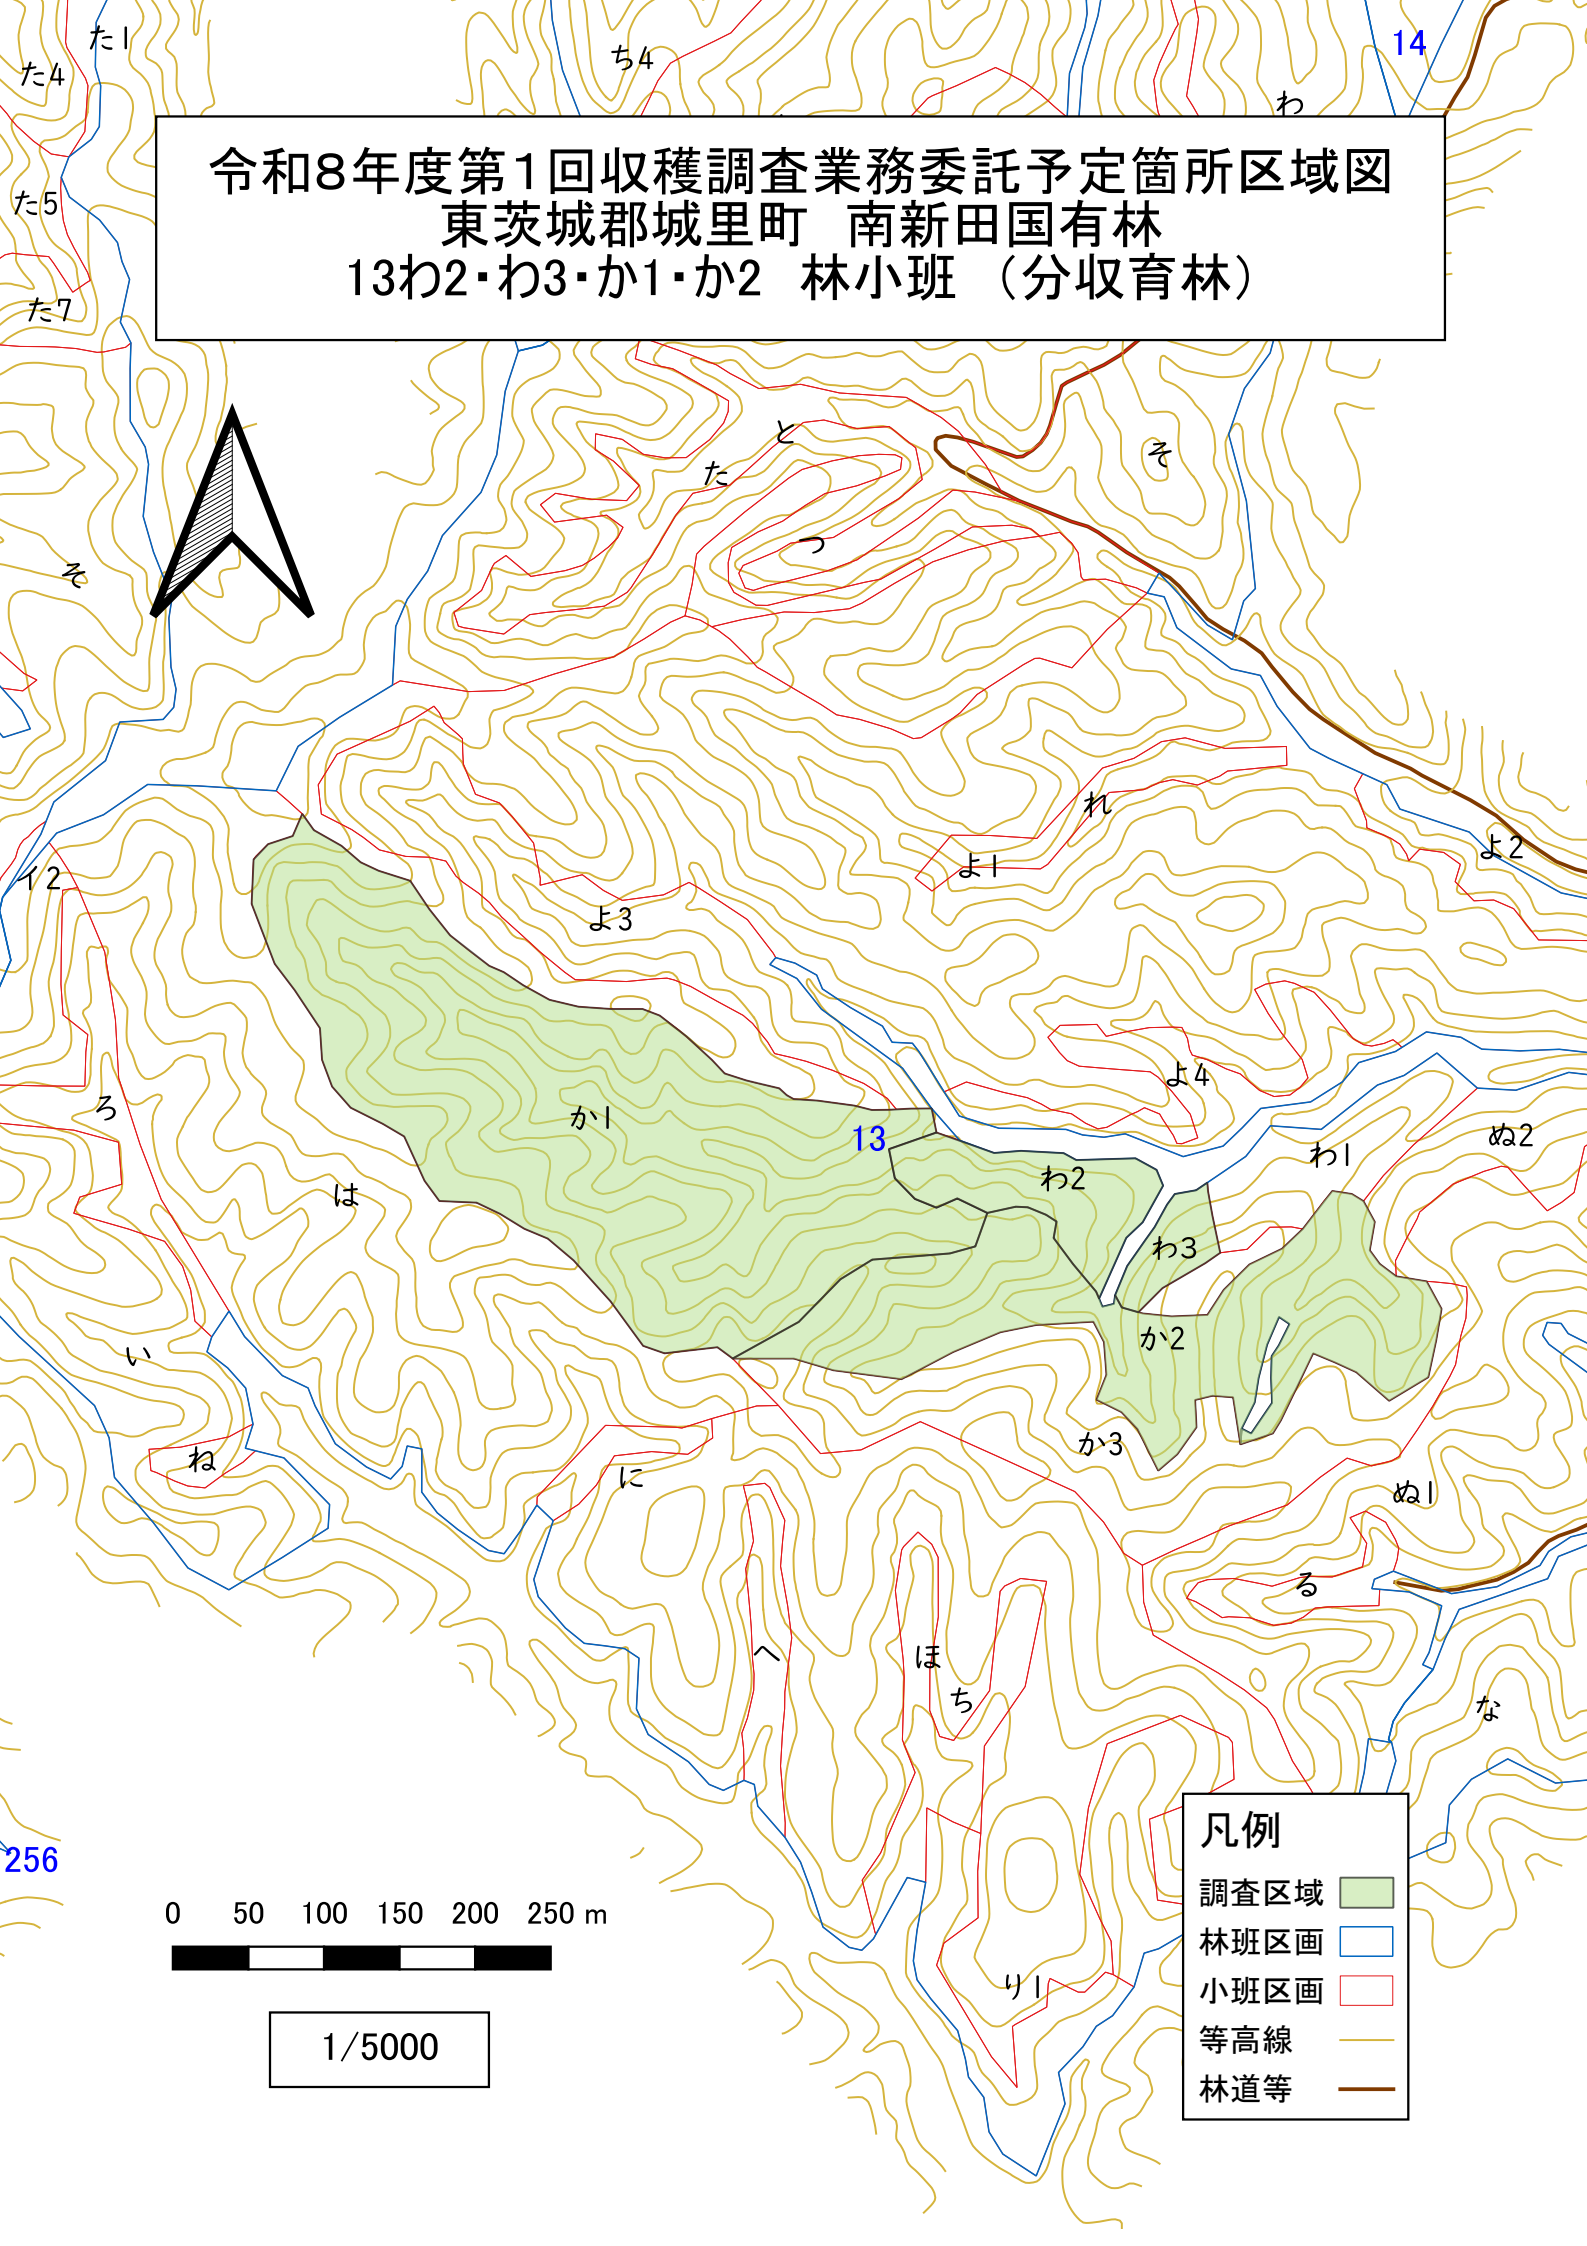 た1
た4
ち4
14
わ
令和８年度第１回収穫調査業務委託予定箇所区域図
東茨城郡城里町　南新田国有林
13わ2・わ3・か1・か2　林小班　（分収育林）
た5
た7
と
た
そ
つ
そ
れ
よ2
よ1
イ2
よ3
よ4
ろ
か1
13
ぬ2
わ1
わ2
は
わ3
か2
い
か3
ね
に
ぬ1
る
へ
ほ
ち
な
凡例
256
調査区域
0 50 100 150 200 250 m
林班区画
り1
小班区画
等高線
1/5000
林道等